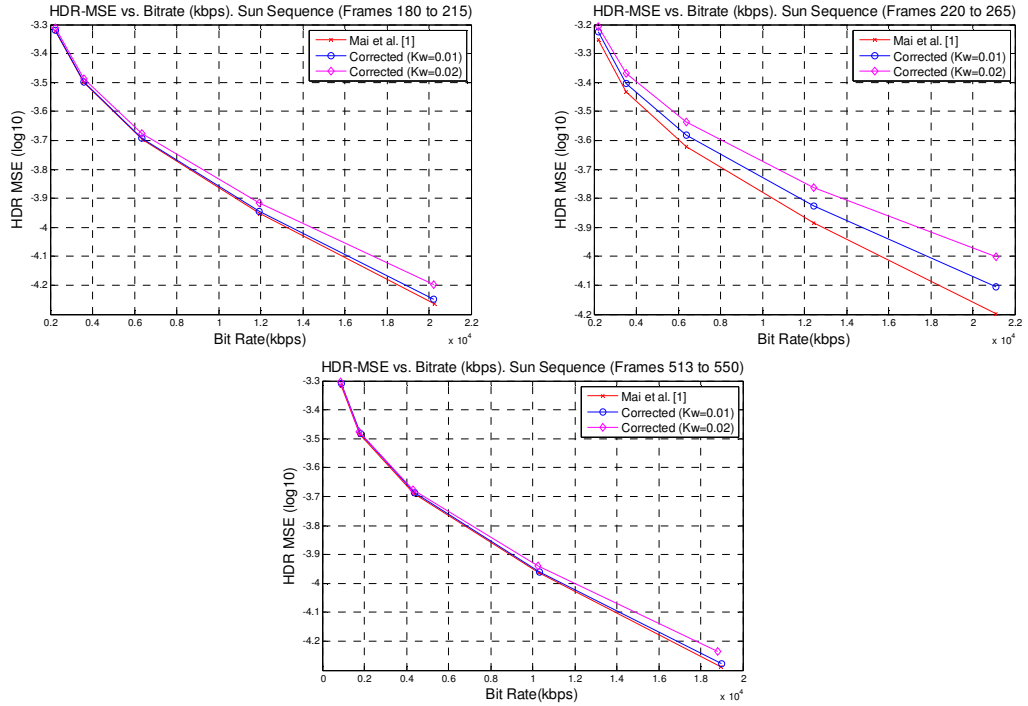 HDR-MSE vs. Bitrate (kbps). Sun Sequence (Frames 180 to 215)
Mai et al. [1]
Corrected (Kw=0.01)
Corrected (Kw=0.02)
HDR MSE (log10)
-3.3
-3.4
-3.5
-3.6
-3.7
-3.8
-3.9
-4
-4.1
-4.2
0.2 0.4 0.6 0.8 1 1.2 1.4 1.6 1.8 2 2.2
x 10⁴
Bit Rate(kbps)
HDR-MSE vs. Bitrate (kbps). Sun Sequence (Frames 220 to 265)
Mai et al. [1]
Corrected (Kw=0.01)
Corrected (Kw=0.02)
HDR MSE (log10)
-3.2
-3.3
-3.4
-3.5
-3.6
-3.7
-3.8
-3.9
-4
-4.1
-4.2
0.2 0.4 0.6 0.8 1 1.2 1.4 1.6 1.8 2 2.2
x 10⁴
Bit Rate(kbps)
HDR-MSE vs. Bitrate (kbps). Sun Sequence (Frames 513 to 550)
Mai et al. [1]
Corrected (Kw=0.01)
Corrected (Kw=0.02)
HDR MSE (log10)
-3.3
-3.4
-3.5
-3.6
-3.7
-3.8
-3.9
-4
-4.1
-4.2
0 0.2 0.4 0.6 0.8 1 1.2 1.4 1.6 1.8 2
x 10⁴
Bit Rate(kbps)